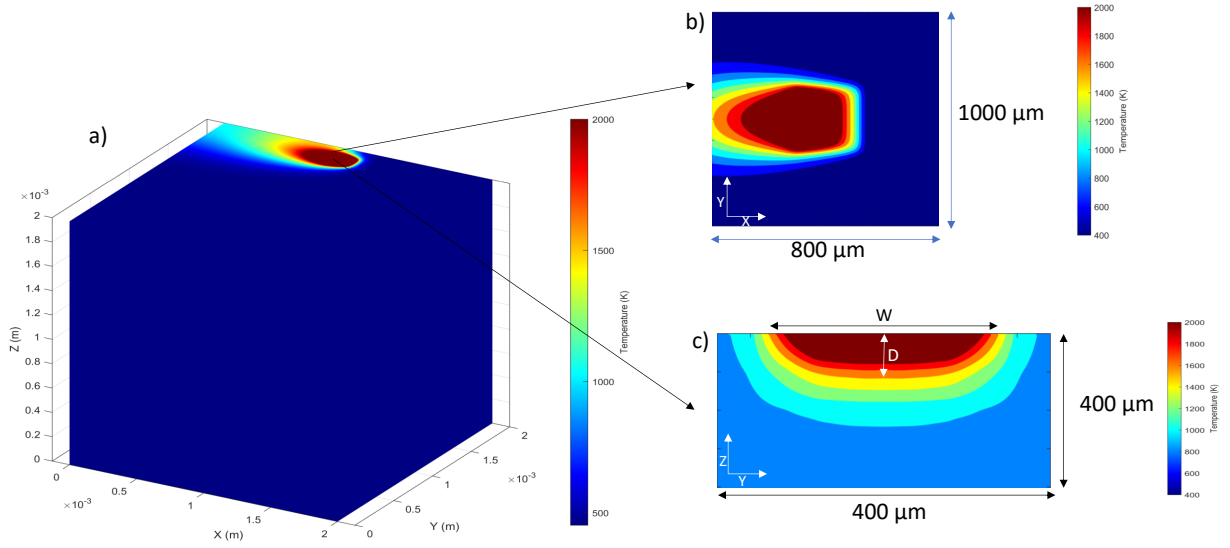 a)
×10⁻³
2
1.8
1.6
1.4
1.2
1
0.8
0.6
0.4
0.2
0
Z (m)
0
0.5
1
1.5
2
×10⁻³
X (m)
0
0.5
1
1.5
2
×10⁻³
Y (m)
2000
1500
1000
500
Temperature (K)
b)
Y
X
800 µm
1000 µm
2000
1800
1600
1400
1200
1000
800
600
400
Temperature (K)
c)
W
D
Z
Y
400 µm
400 µm
2000
1800
1600
1400
1200
1000
800
600
400
Temperature (K)